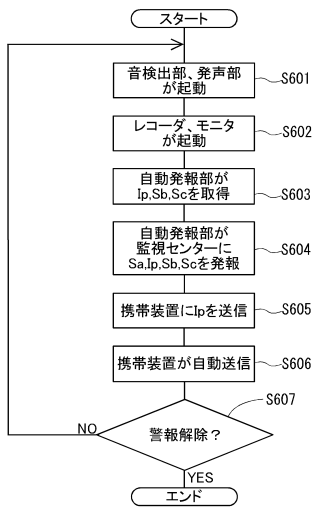 スタート
音検出部、発声部
が起動
S601
レコーダ、モニタ
が起動
S602
自動発報部が
Ip,Sb,Scを取得
S603
自動発報部が
監視センターに
Sa,Ip,Sb,Scを発報
S604
携帯装置にIpを送信
S605
携帯装置が自動送信
S606
S607
警報解除？
NO
YES
エンド